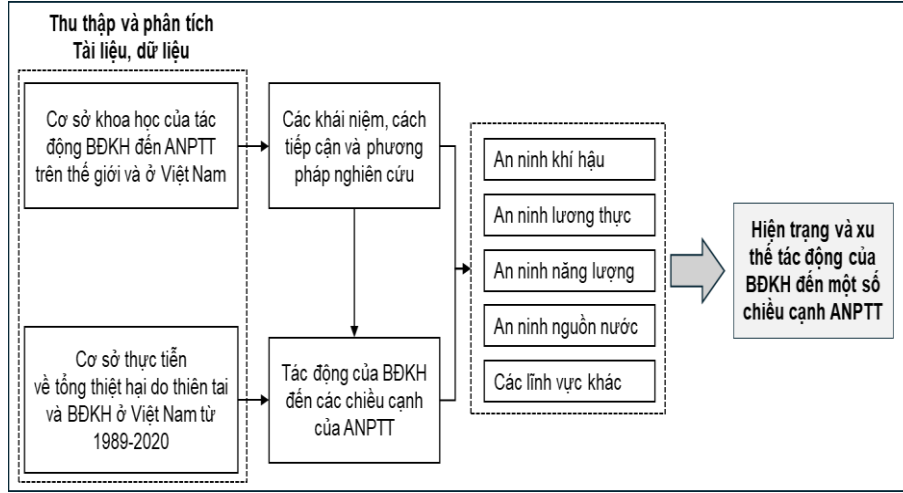 Thu thập và phân tích
Tài liệu, dữ liệu
Cơ sở khoa học của tác
động BĐKH đến ANPTT
trên thế giới và ở Việt Nam
Các khái niệm, cách
tiếp cận và phương
pháp nghiên cứu
Cơ sở thực tiễn
về tổng thiệt hại do thiên tai
và BĐKH ở Việt Nam từ
1989-2020
Tác động của BĐKH
đến các chiều cạnh
của ANPTT
An ninh khí hậu
An ninh lương thực
An ninh năng lượng
An ninh nguồn nước
Các lĩnh vực khác
Hiện trạng và xu
thế tác động của
BĐKH đến một số
chiều cạnh ANPTT